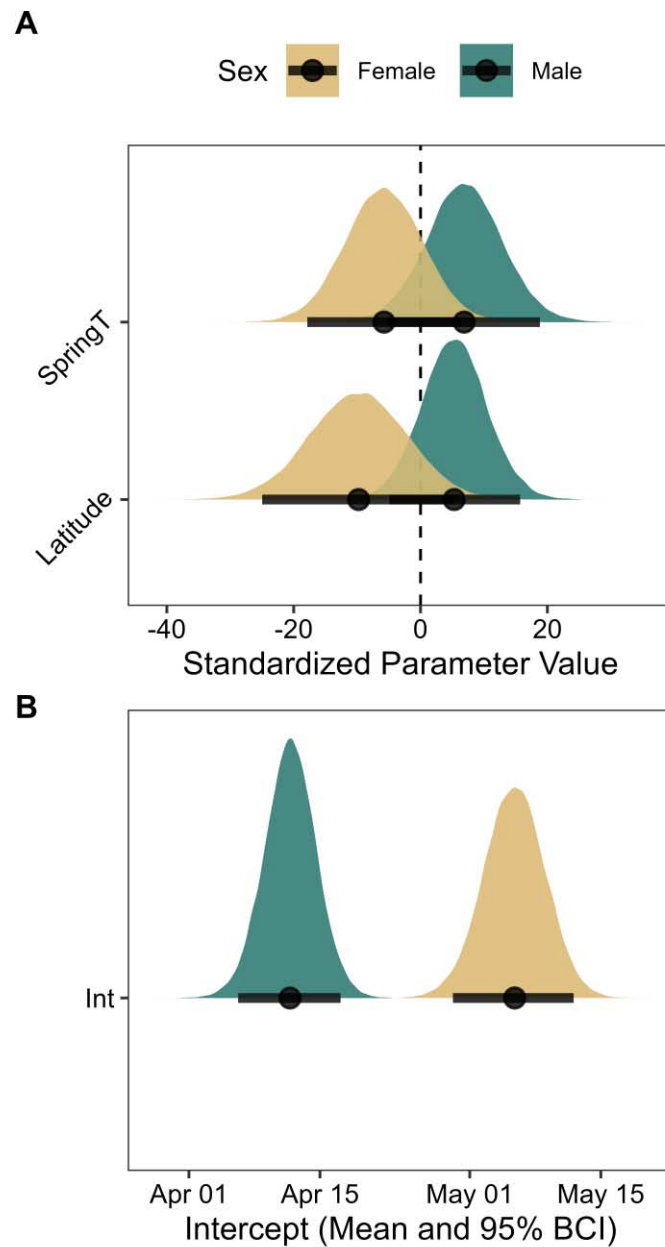 A
Sex Female Male
SpringT
Latitude
-40 -20 0 20
Standardized Parameter Value
B
Int
Apr 01 Apr 15 May 01 May 15
Intercept (Mean and 95% BCI)